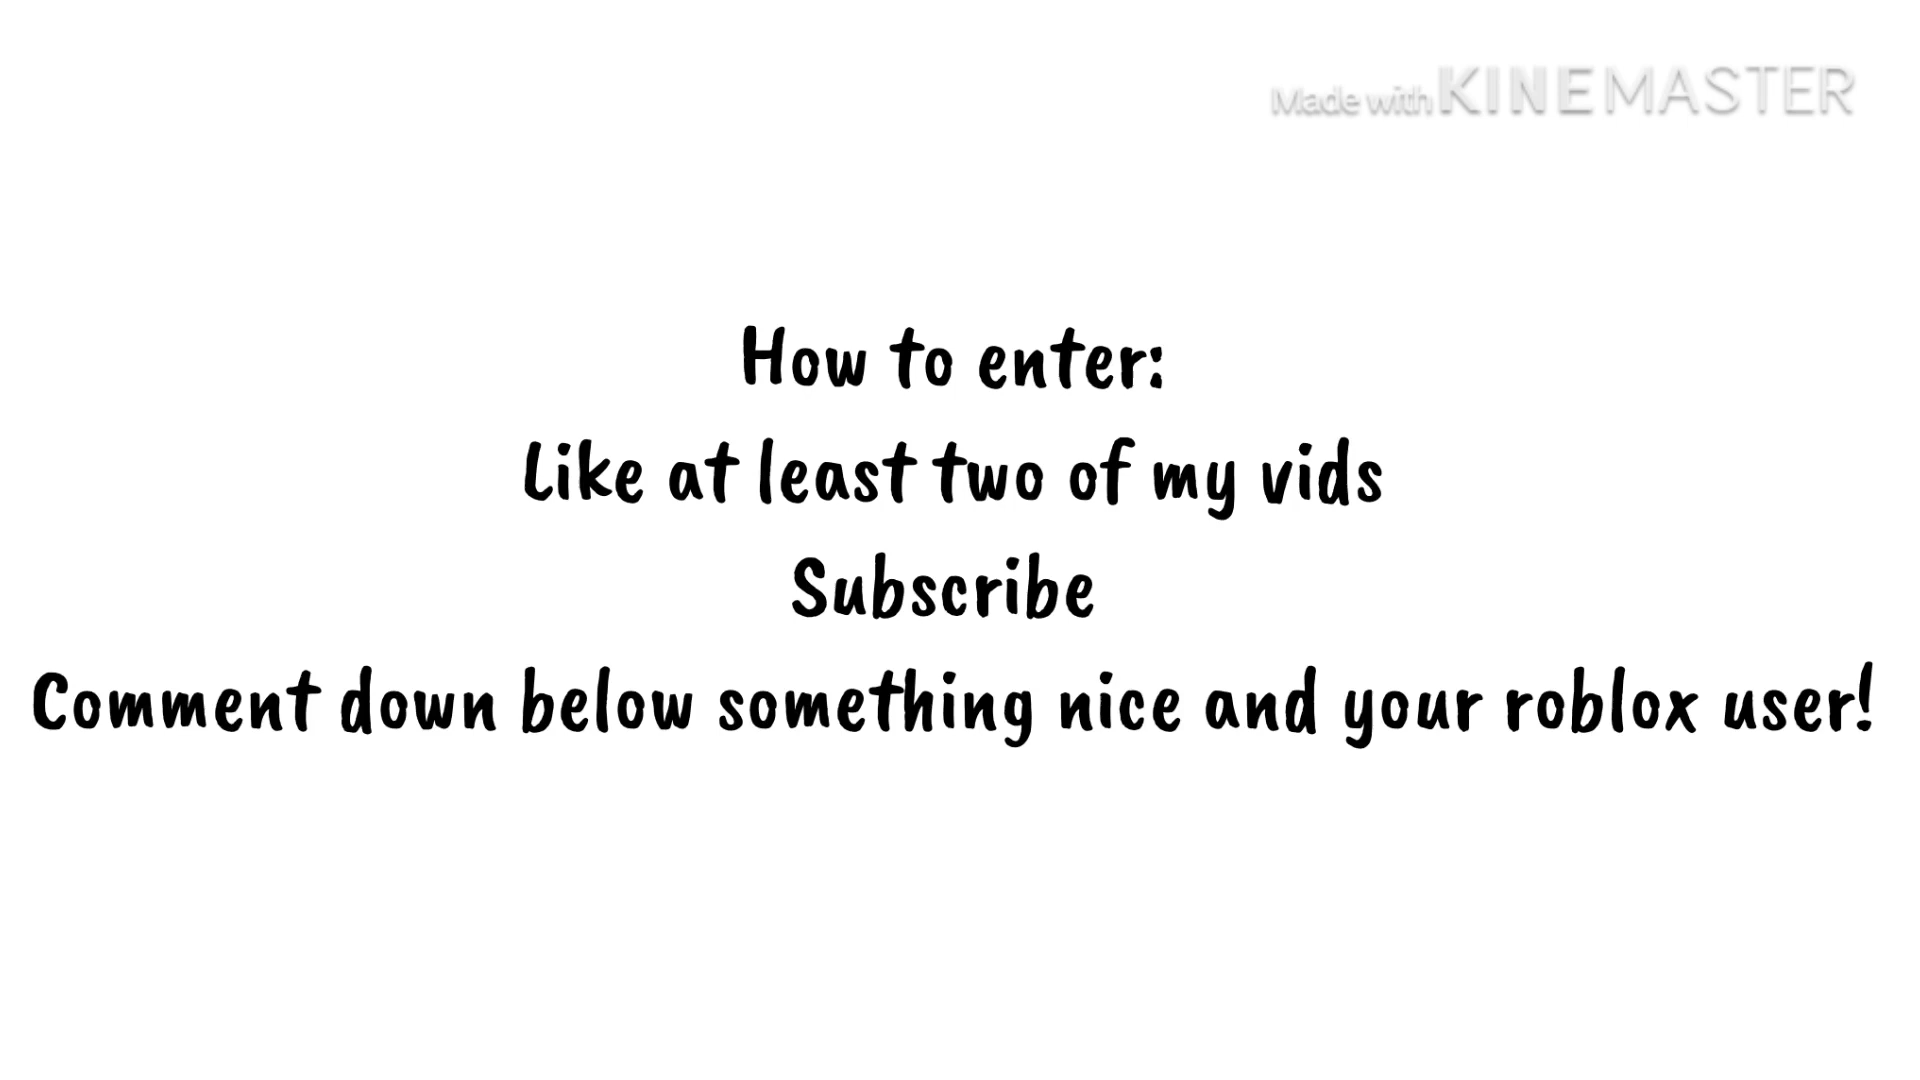 Made with KINEMASTER
How to enter:
Like at least two of my vids
Subscribe
Comment down below something nice and your roblox user!